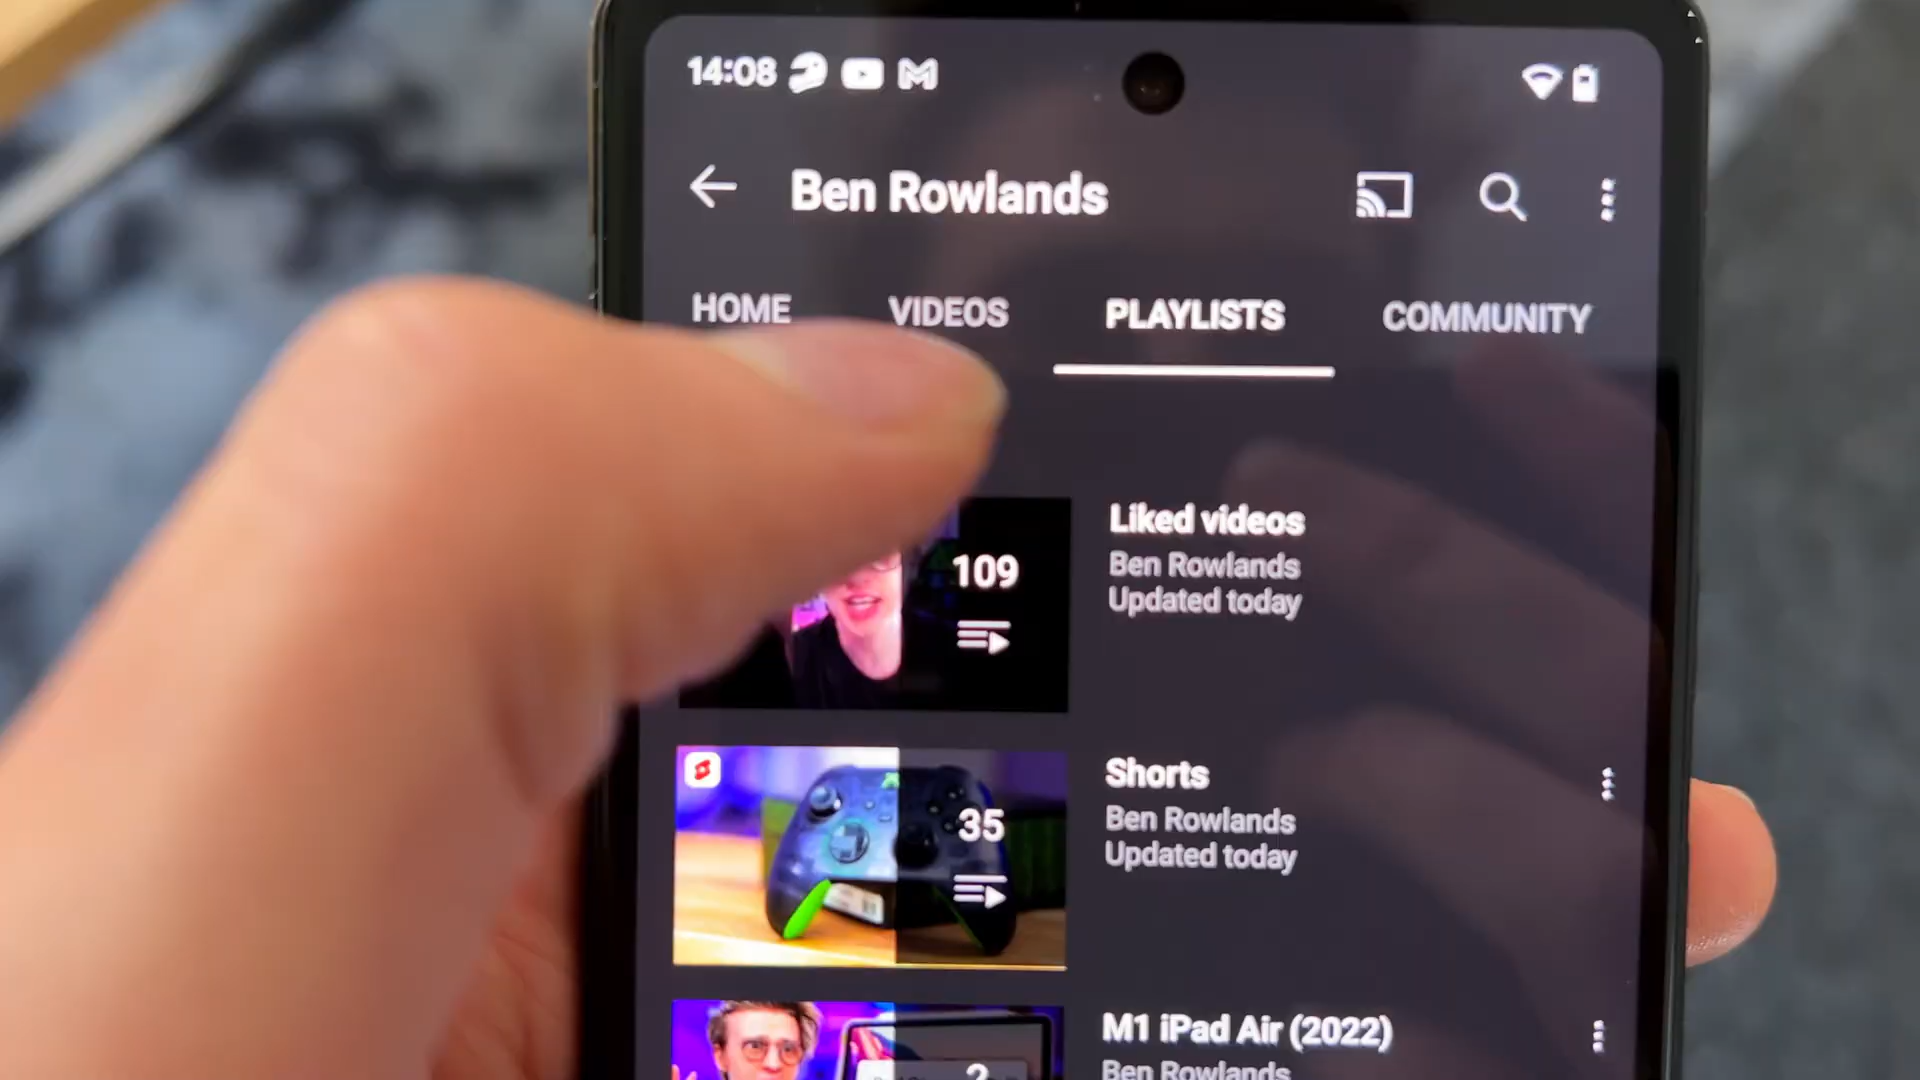 14:08
Ben Rowlands
HOME VIDEOS PLAYLISTS COMMUNITY
109
Liked videos
Ben Rowlands
Updated today
35
Shorts
Ben Rowlands
Updated today
2
M1 iPad Air (2022)
Ben Rowlands